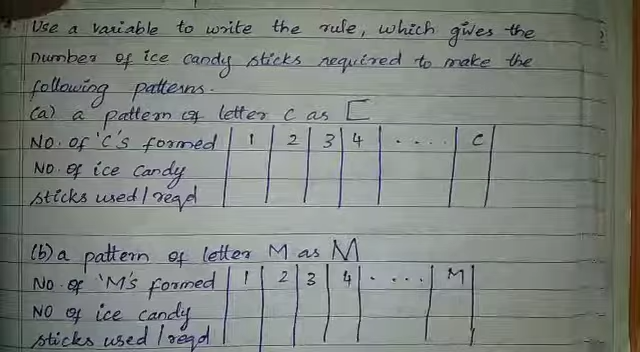 Use a variable to write the rule, which gives the
number of ice candy sticks required to make the
following patterns.
(a) a pattern of letter C as [
No. of 'C's formed 1 2 3 4 ..... C
No. of ice candy
sticks used/reqd
(b) a pattern of letter M as M
No. of 'M's formed 1 2 3 4 ..... M
NO of ice candy
sticks used/reqd